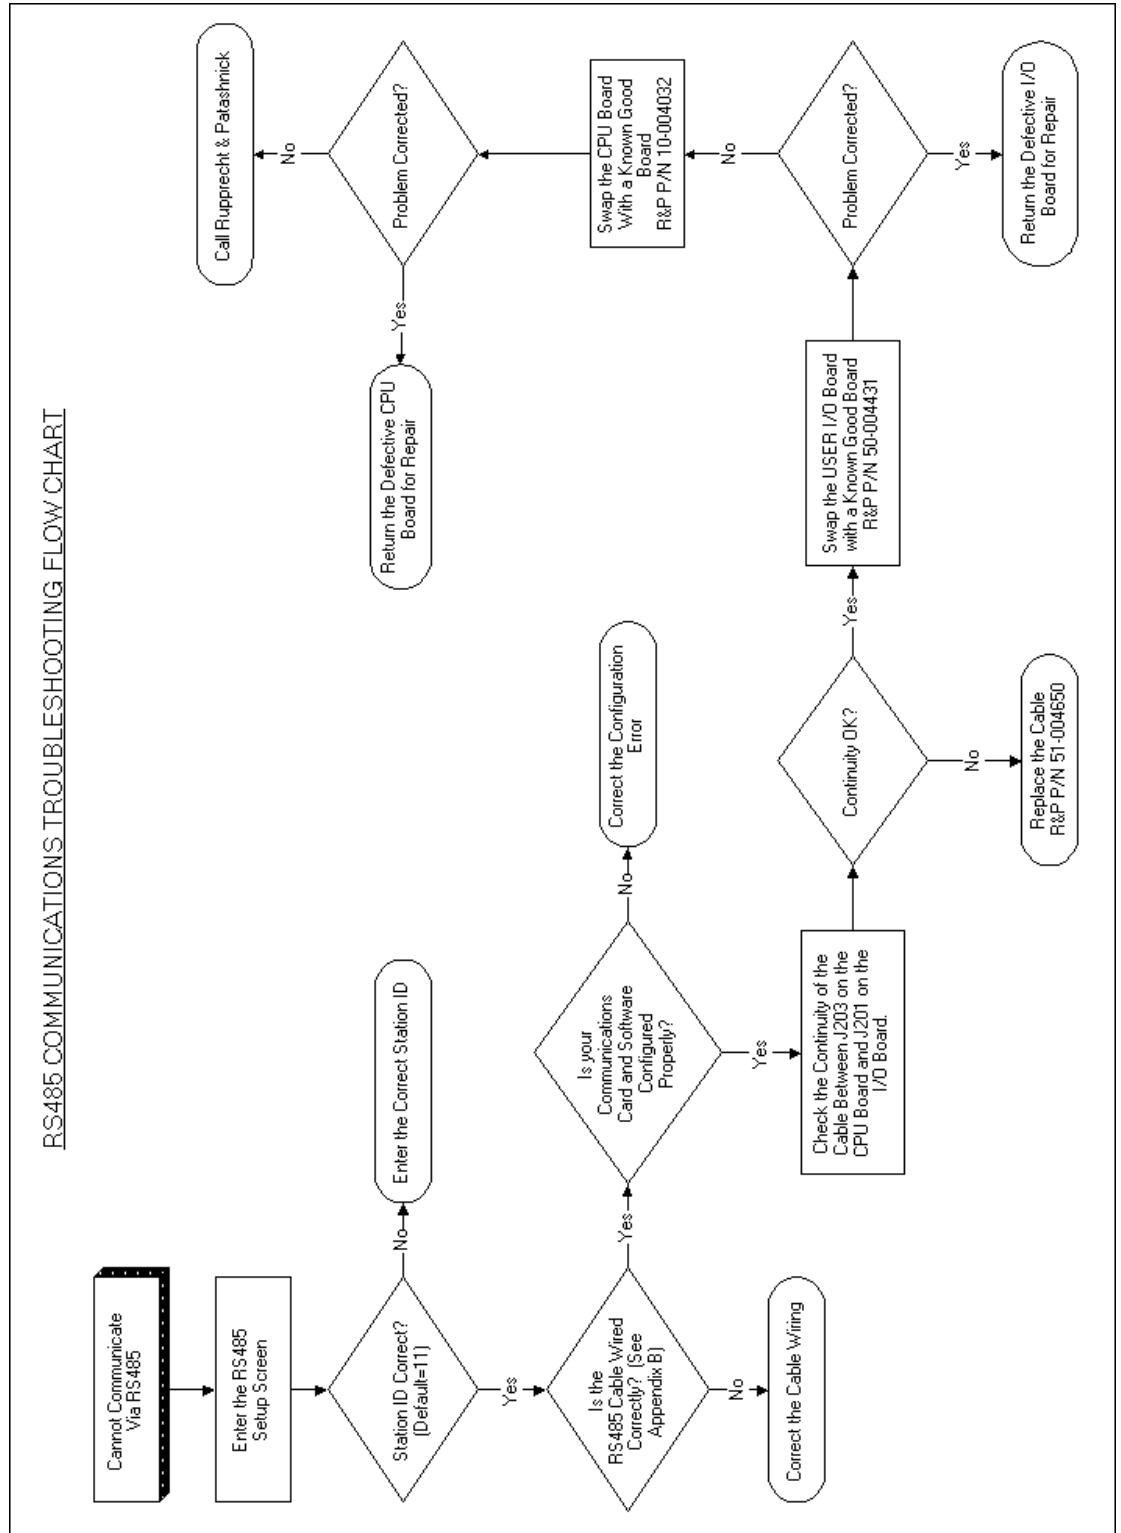 RS485 COMMUNICATIONS TROUBLESHOOTING FLOW CHART
Cannot Communicate
Via RS485
Enter the RS485
Setup Screen
Station ID Correct?
(Default=11)
No
Enter the Correct Station ID
Yes
Is the
RS485 Cable Wired
Correctly? (See
Appendix B)
No
Correct the Cable Wiring
Yes
Is your
Communications
Card and Software
Configured
Properly?
No
Correct the Configuration
Error
Yes
Check the Continuity of the
Cable Between J203 on the
CPU Board and J201 on the
I/O Board.
Continuity OK?
No
Replace the Cable
R&P P/N 51-004650
Yes
Swap the USER I/O Board
with a Known Good Board
R&P P/N 50-004431
Problem Corrected?
Yes
Return the Defective I/O
Board for Repair
No
Swap the CPU Board
With a Known Good
Board
R&P P/N 10-004032
Problem Corrected?
Yes
Return the Defective CPU
Board for Repair
No
Call Rupprecht & Patashnick